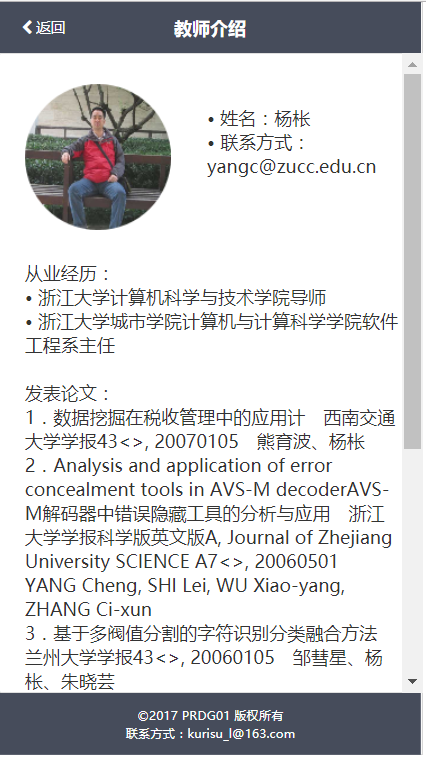 返回
教师介绍
• 姓名：杨枨
• 联系方式：
yangc@zucc.edu.cn
从业经历：
• 浙江大学计算机科学与技术学院导师
• 浙江大学城市学院计算机与计算科学学院软件
工程系主任
发表论文：
1．数据挖掘在税收管理中的应用计　西南交通
大学学报43<>, 20070105　熊育波、杨枨
2．Analysis and application of error
concealment tools in AVS-M decoderAVS-
M解码器中错误隐藏工具的分析与应用　浙江
大学学报科学版英文版A, Journal of Zhejiang
University SCIENCE A7<>, 20060501
YANG Cheng, SHI Lei, WU Xiao-yang,
ZHANG Ci-xun
3．基于多阀值分割的字符识别分类融合方法
兰州大学学报43<>, 20060105　邹彗星、杨
枨、朱晓芸
©2017 PRDG01 版权所有
联系方式：kurisu_l@163.com